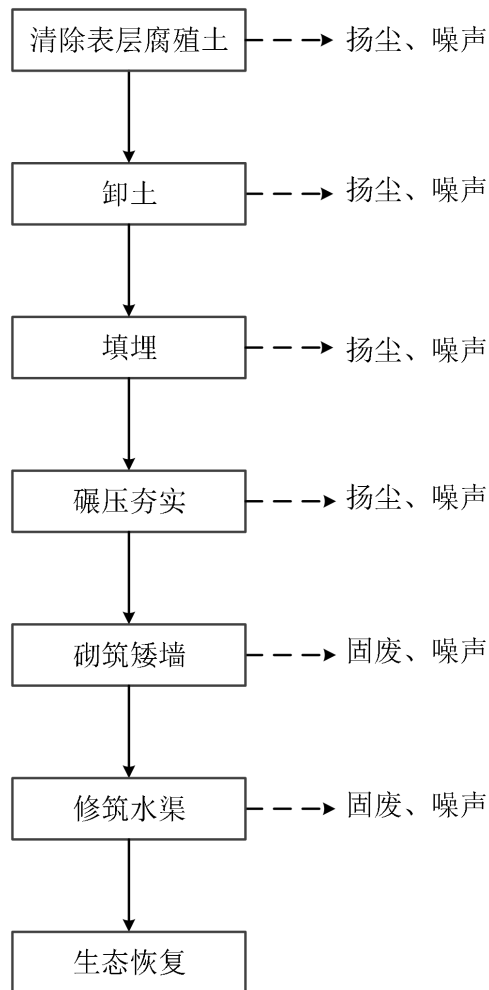 清除表层腐殖土
扬尘、噪声
卸土
扬尘、噪声
填埋
扬尘、噪声
碾压夯实
扬尘、噪声
砌筑矮墙
固废、噪声
修筑水渠
固废、噪声
生态恢复